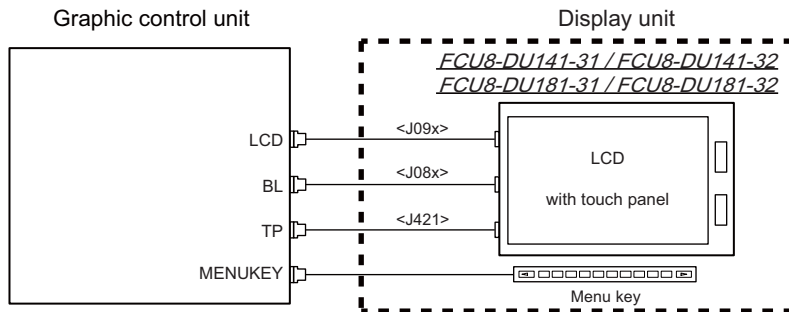 Graphic control unit
Display unit
FCU8-DU141-31 / FCU8-DU141-32
FCU8-DU181-31 / FCU8-DU181-32
LCD
<J09x>
LCD
BL
<J08x>
with touch panel
TP
<J421>
MENUKEY
Menu key